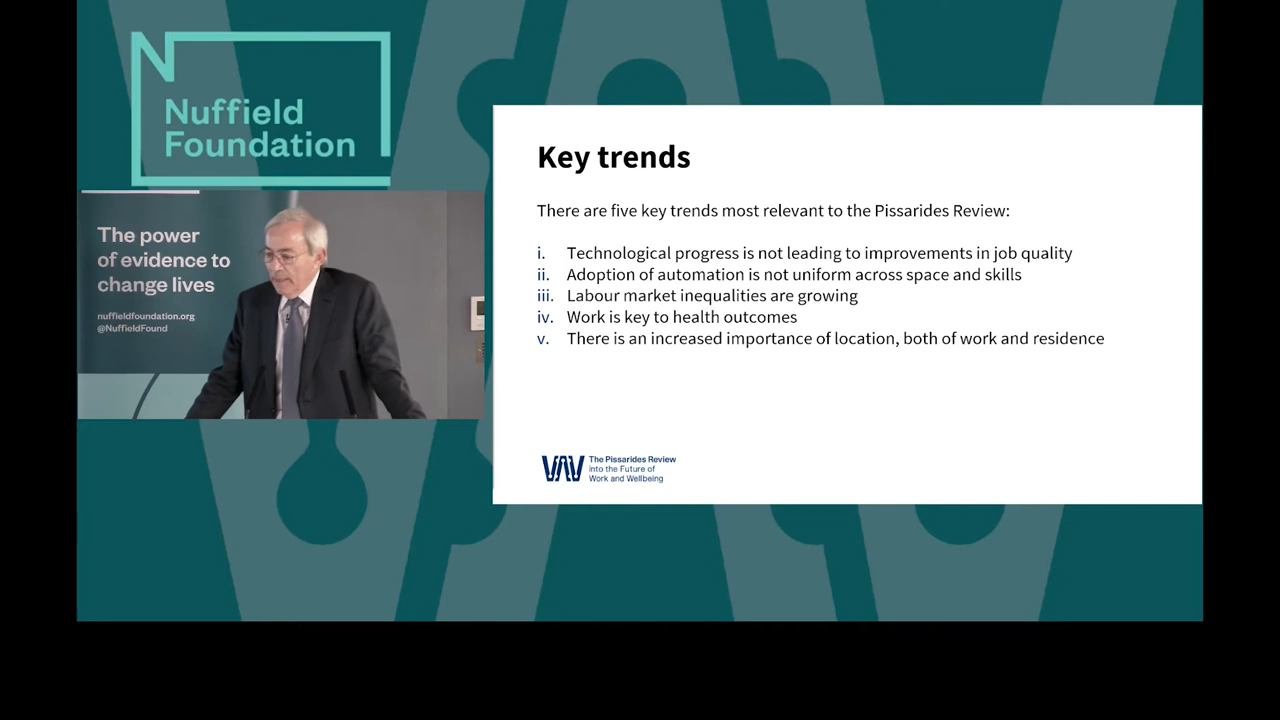 Nuffield
Foundation
The power
of evidence to
change lives
nuffieldfoundation.org
@NuffieldFound
Key trends
There are five key trends most relevant to the Pissarides Review:
i. Technological progress is not leading to improvements in job quality
ii. Adoption of automation is not uniform across space and skills
iii. Labour market inequalities are growing
iv. Work is key to health outcomes
v. There is an increased importance of location, both of work and residence
The Pissarides Review
into the Future of
Work and Wellbeing